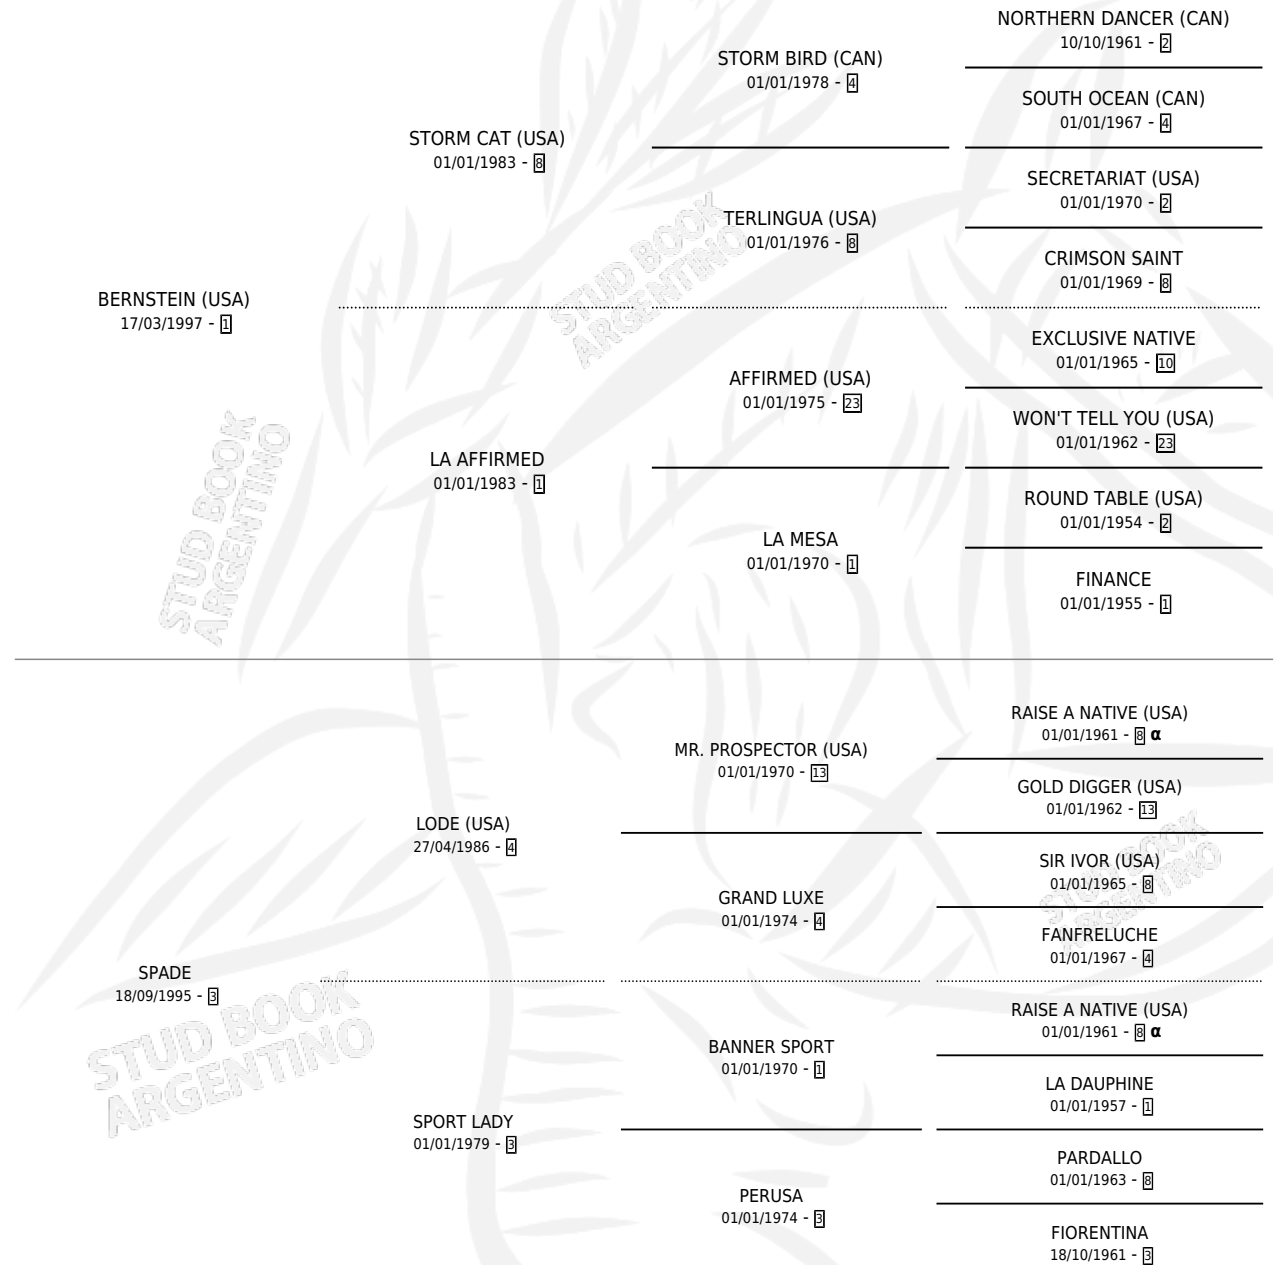 NORTHERN DANCER (CAN)
10/10/1961 - 2
STORM BIRD (CAN)
01/01/1978 - 4
SOUTH OCEAN (CAN)
01/01/1967 - 4
STORM CAT (USA)
01/01/1983 - 8
SECRETARIAT (USA)
01/01/1970 - 2
TERLINGUA (USA)
01/01/1976 - 8
CRIMSON SAINT
01/01/1969 - 8
BERNSTEIN (USA)
17/03/1997 - 1
EXCLUSIVE NATIVE
01/01/1965 - 10
AFFIRMED (USA)
01/01/1975 - 23
WON'T TELL YOU (USA)
01/01/1962 - 23
LA AFFIRMED
01/01/1983 - 1
ROUND TABLE (USA)
01/01/1954 - 2
LA MESA
01/01/1970 - 1
FINANCE
01/01/1955 - 1
RAISE A NATIVE (USA)
01/01/1961 - 8 α
MR. PROSPECTOR (USA)
01/01/1970 - 13
GOLD DIGGER (USA)
01/01/1962 - 13
LODE (USA)
27/04/1986 - 4
SIR IVOR (USA)
01/01/1965 - 8
GRAND LUXE
01/01/1974 - 4
FANFRELUCHE
01/01/1967 - 4
SPADE
18/09/1995 - 3
RAISE A NATIVE (USA)
01/01/1961 - 8 α
BANNER SPORT
01/01/1970 - 1
LA DAUPHINE
01/01/1957 - 1
SPORT LADY
01/01/1979 - 3
PARDALLO
01/01/1963 - 8
PERUSA
01/01/1974 - 3
FIORENTINA
18/10/1961 - 3
STUD BOOK
ARGENTINO
STUD BOOK
ARGENTINO
STUD BOOK
ARGENTINO
STUD BOOK
ARGENTINO